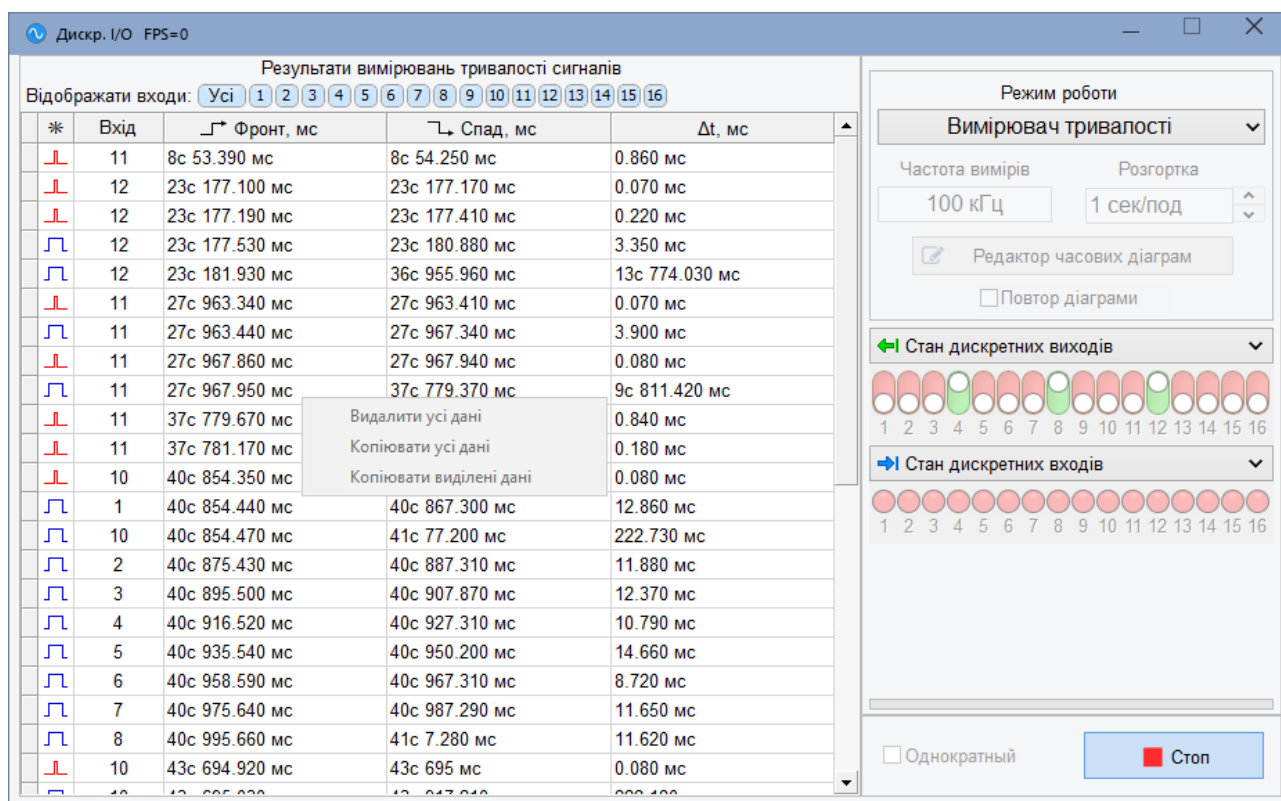 Дискр. I/O FPS=0
Результати вимірювань тривалості сигналів
Відображати входи: Усі 1 2 3 4 5 6 7 8 9 10 11 12 13 14 15 16
Вхід Фронт, мс Спад, мс Δt, мс
11 8с 53.390 мс 8с 54.250 мс 0.860 мс
12 23с 177.100 мс 23с 177.170 мс 0.070 мс
12 23с 177.190 мс 23с 177.410 мс 0.220 мс
12 23с 177.530 мс 23с 180.880 мс 3.350 мс
12 23с 181.930 мс 36с 955.960 мс 13с 774.030 мс
11 27с 963.340 мс 27с 963.410 мс 0.070 мс
11 27с 963.440 мс 27с 967.340 мс 3.900 мс
11 27с 967.860 мс 27с 967.940 мс 0.080 мс
11 27с 967.950 мс 37с 779.370 мс 9с 811.420 мс
11 37с 779.670 мс 0.840 мс
11 37с 781.170 мс 0.180 мс
10 40с 854.350 мс 0.080 мс
Видалити усі дані
Копіювати усі дані
Копіювати виділені дані
1 40с 854.440 мс 40с 867.300 мс 12.860 мс
10 40с 854.470 мс 41с 77.200 мс 222.730 мс
2 40с 875.430 мс 40с 887.310 мс 11.880 мс
3 40с 895.500 мс 40с 907.870 мс 12.370 мс
4 40с 916.520 мс 40с 927.310 мс 10.790 мс
5 40с 935.540 мс 40с 950.200 мс 14.660 мс
6 40с 958.590 мс 40с 967.310 мс 8.720 мс
7 40с 975.640 мс 40с 987.290 мс 11.650 мс
8 40с 995.660 мс 41с 7.280 мс 11.620 мс
10 43с 694.920 мс 43с 695 мс 0.080 мс
Режим роботи
Вимірювач тривалості
Частота вимірів Розгортка
100 кГц 1 сек/под
Редактор часових діаграм
Повтор діаграми
Стан дискретних виходів
1 2 3 4 5 6 7 8 9 10 11 12 13 14 15 16
Стан дискретних входів
1 2 3 4 5 6 7 8 9 10 11 12 13 14 15 16
Однократный Стоп